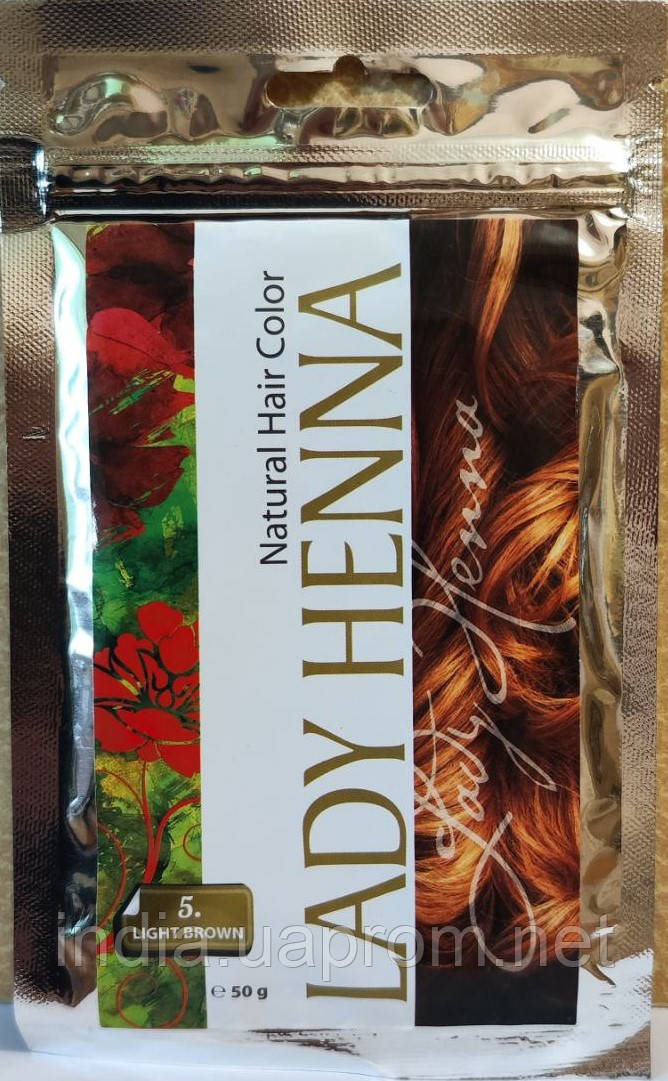 Natural Hair Color
LADY HENNA
Lady Henna
5.
LIGHT BROWN
℮ 50 g
india.uaprom.net